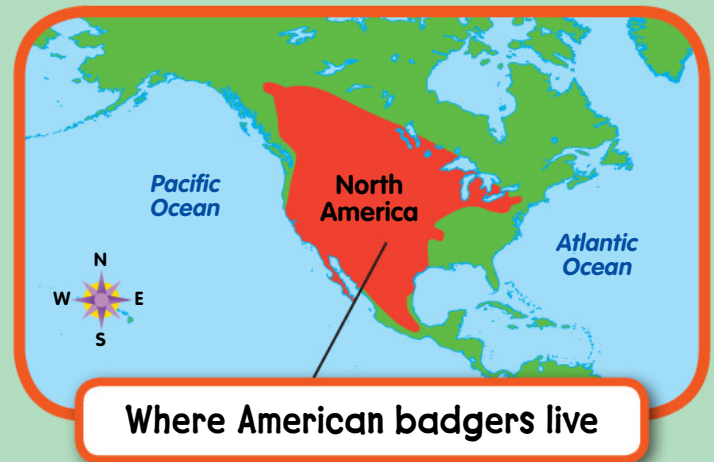 Pacific
Ocean
North
America
Atlantic
Ocean
N
W E
S
Where American badgers live